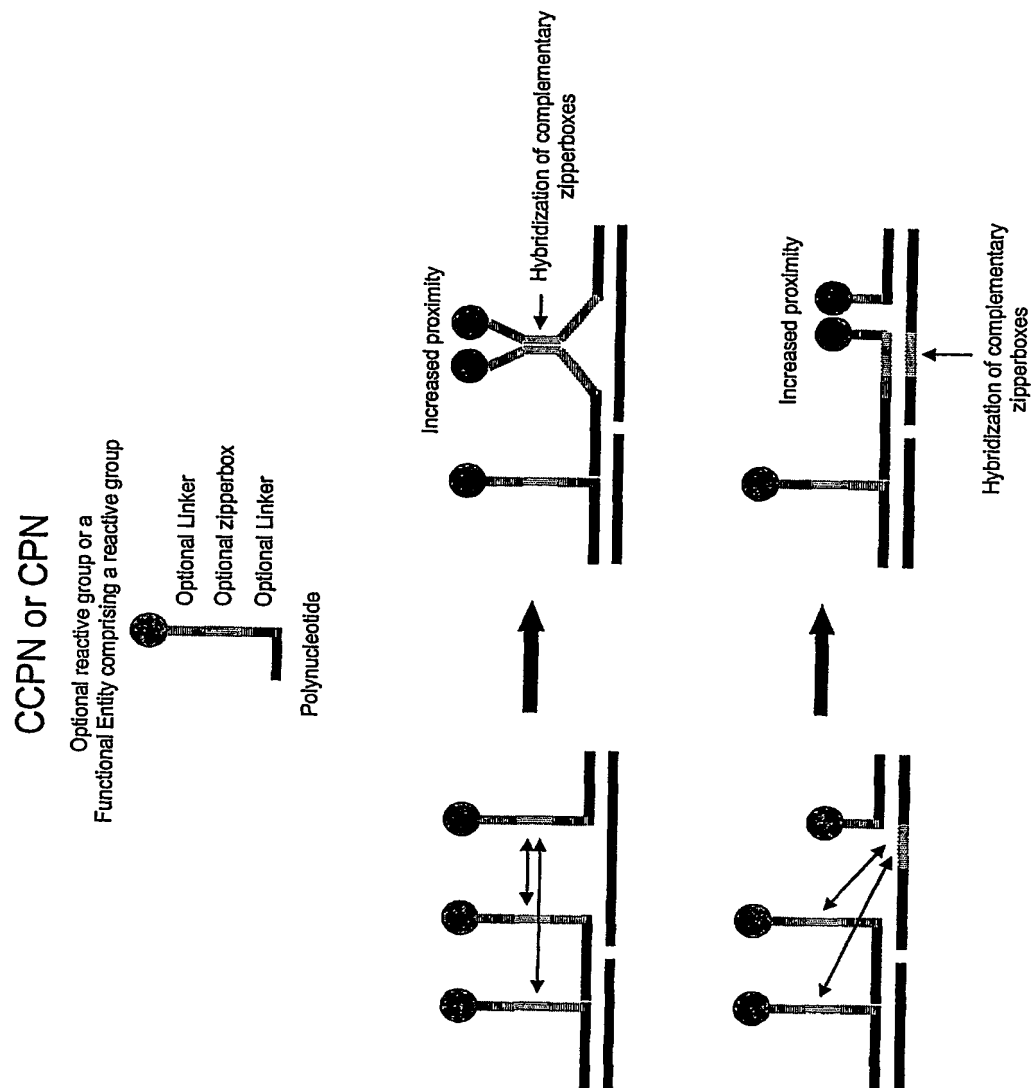 CCPN or CPN
Optional reactive group or a
Functional Entity comprising a reactive group
Optional Linker
Optional zipperbox
Optional Linker
Polynucleotide
Increased proximity
Hybridization of complementary
zipperboxes
Increased proximity
Hybridization of complementary
zipperboxes